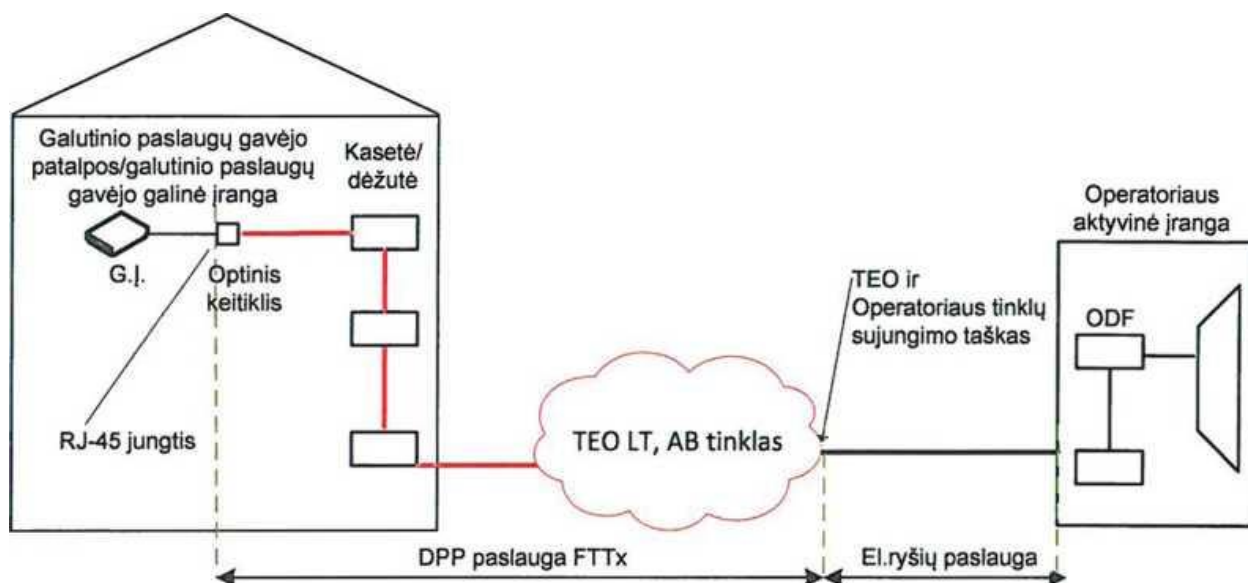 Galutinio paslaugų gavėjo
patalpos/galutinio paslaugų
gavėjo galinė įranga
Kasetė/
dėžutė
G.Į.
Optinis
keitiklis
RJ-45 jungtis
TEO LT, AB tinklas
TEO ir
Operatoriaus tinklų
sujungimo taškas
Operatoriaus
aktyvinė įranga
ODF
DPP paslauga FTTx
El.ryšių paslauga